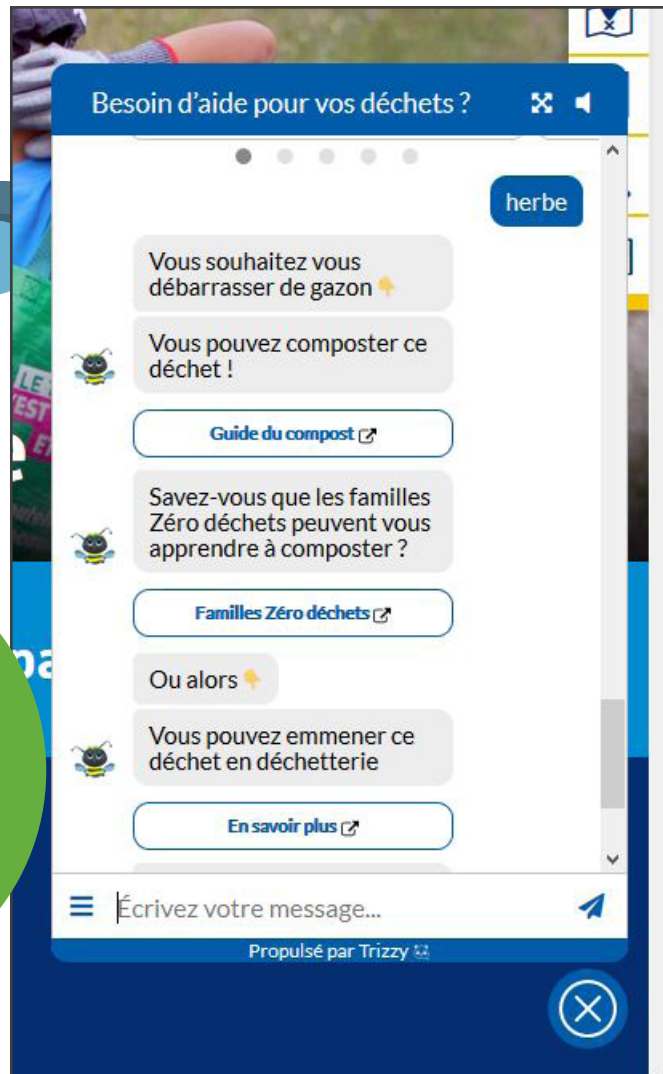 Besoin d'aide pour vos déchets ?
herbe
Vous souhaitez vous
débarrasser de gazon
Vous pouvez composter ce
déchet !
Guide du compost
Savez-vous que les familles
Zéro déchets peuvent vous
apprendre à composter ?
Familles Zéro déchets
Ou alors
Vous pouvez emmener ce
déchet en déchetterie
En savoir plus
Écrivez votre message...
Propulsé par Trizzy